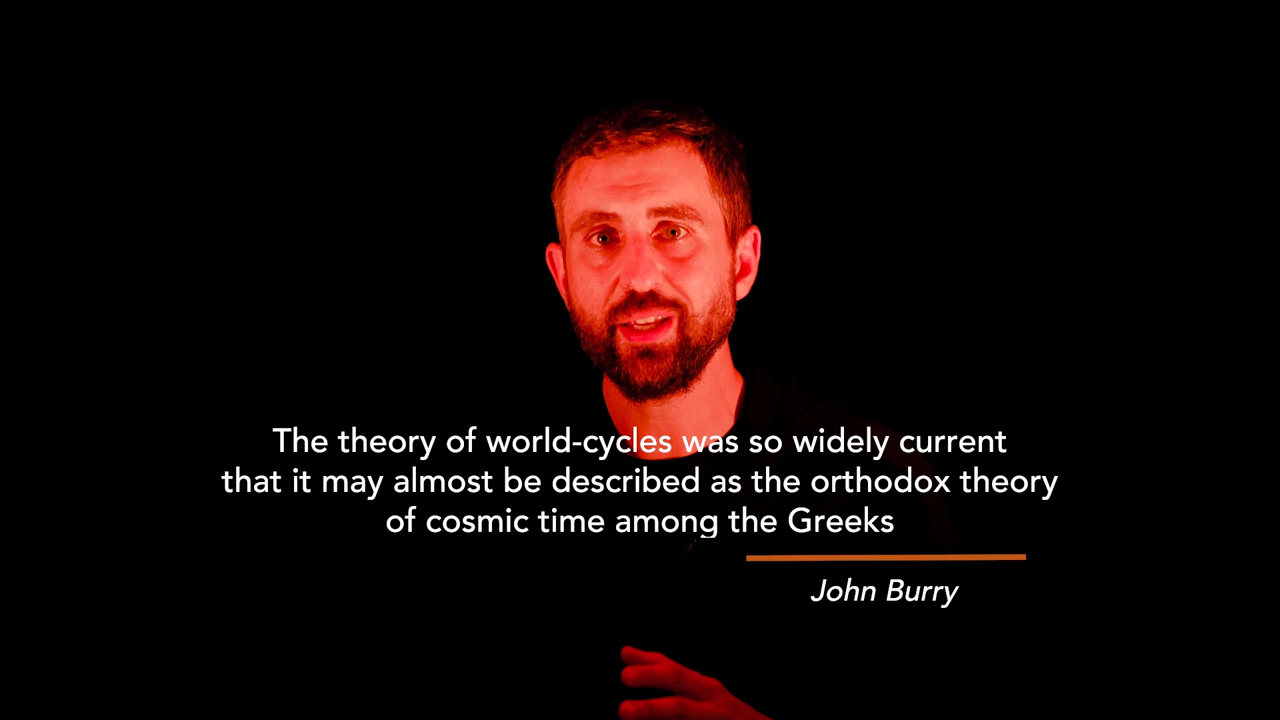 The theory of world-cycles was so widely current
that it may almost be described as the orthodox theory
of cosmic time among the Greeks
John Burry